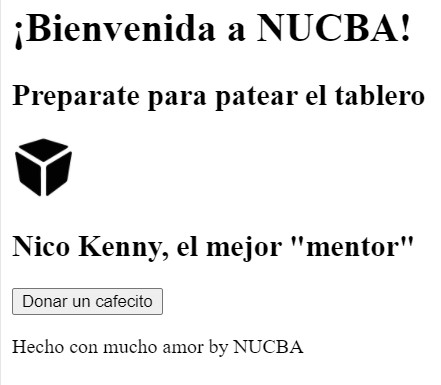 ¡Bienvenida a NUCBA!
Preparate para patear el tablero
Nico Kenny, el mejor "mentor"
Donar un cafecito
Hecho con mucho amor by NUCBA